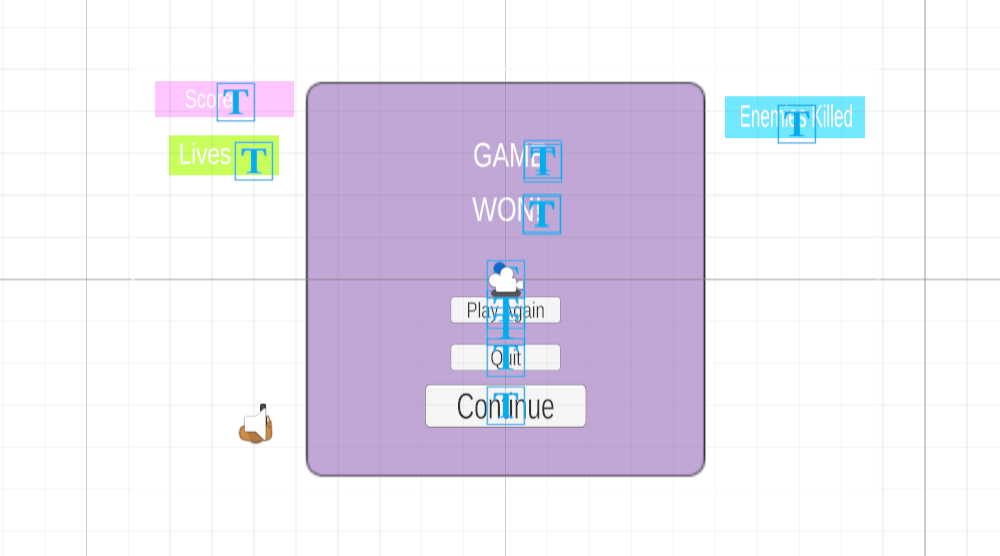 Score
Enemies Killed
Lives
GAME
WON!
Play Again
Quit
Continue